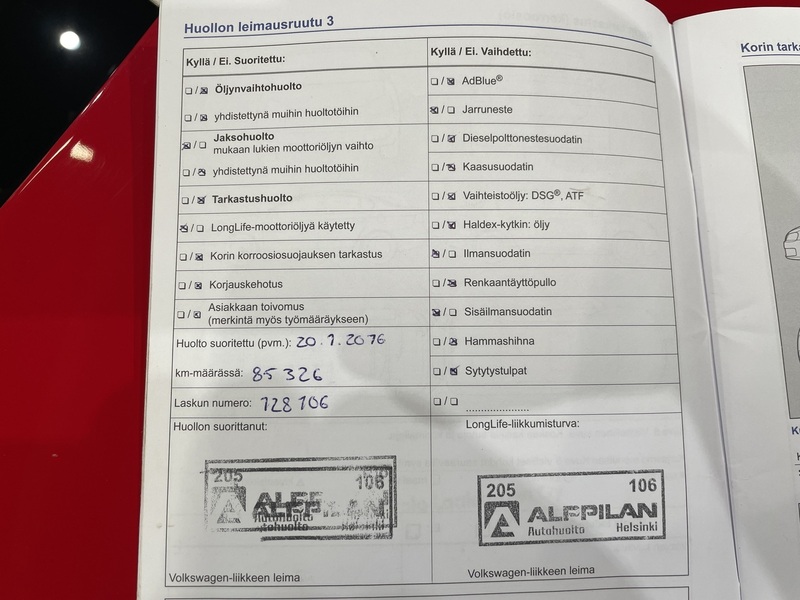 Huollon leimausruutu 3
Kyllä / Ei. Suoritettu:
Öljynvaihtohuolto
yhdistettynä muihin huoltotöihin
Jaksohuolto
mukaan lukien moottoriöljyn vaihto
yhdistettynä muihin huoltotöihin
Tarkastushuolto
LongLife-moottoriöljyä käytetty
Korin korroosiosuojauksen tarkastus
Korjauskehotus
Asiakkaan toivomus
(merkintä myös työmääräykseen)
Huolto suoritettu (pvm.): 20.1.2016
km-määrässä: 85 326
Laskun numero: 128106
Huollon suorittanut:
205 106
Autohuolto Helsinki
Volkswagen-liikkeen leima
Kyllä / Ei. Vaihdettu:
AdBlue®
Jarruneste
Dieselpolttonestesuodatin
Kaasusuodatin
Vaihteistoöljy: DSG®, ATF
Haldex-kytkin: öljy
Ilmansuodatin
Renkaantäyttöpullo
Sisäilmansuodatin
Hammashihna
Sytytystulpat
LongLife-liikkumisturva:
205 106
ALPPILAN
Autohuolto Helsinki
Volkswagen-liikkeen leima
Korin tarka